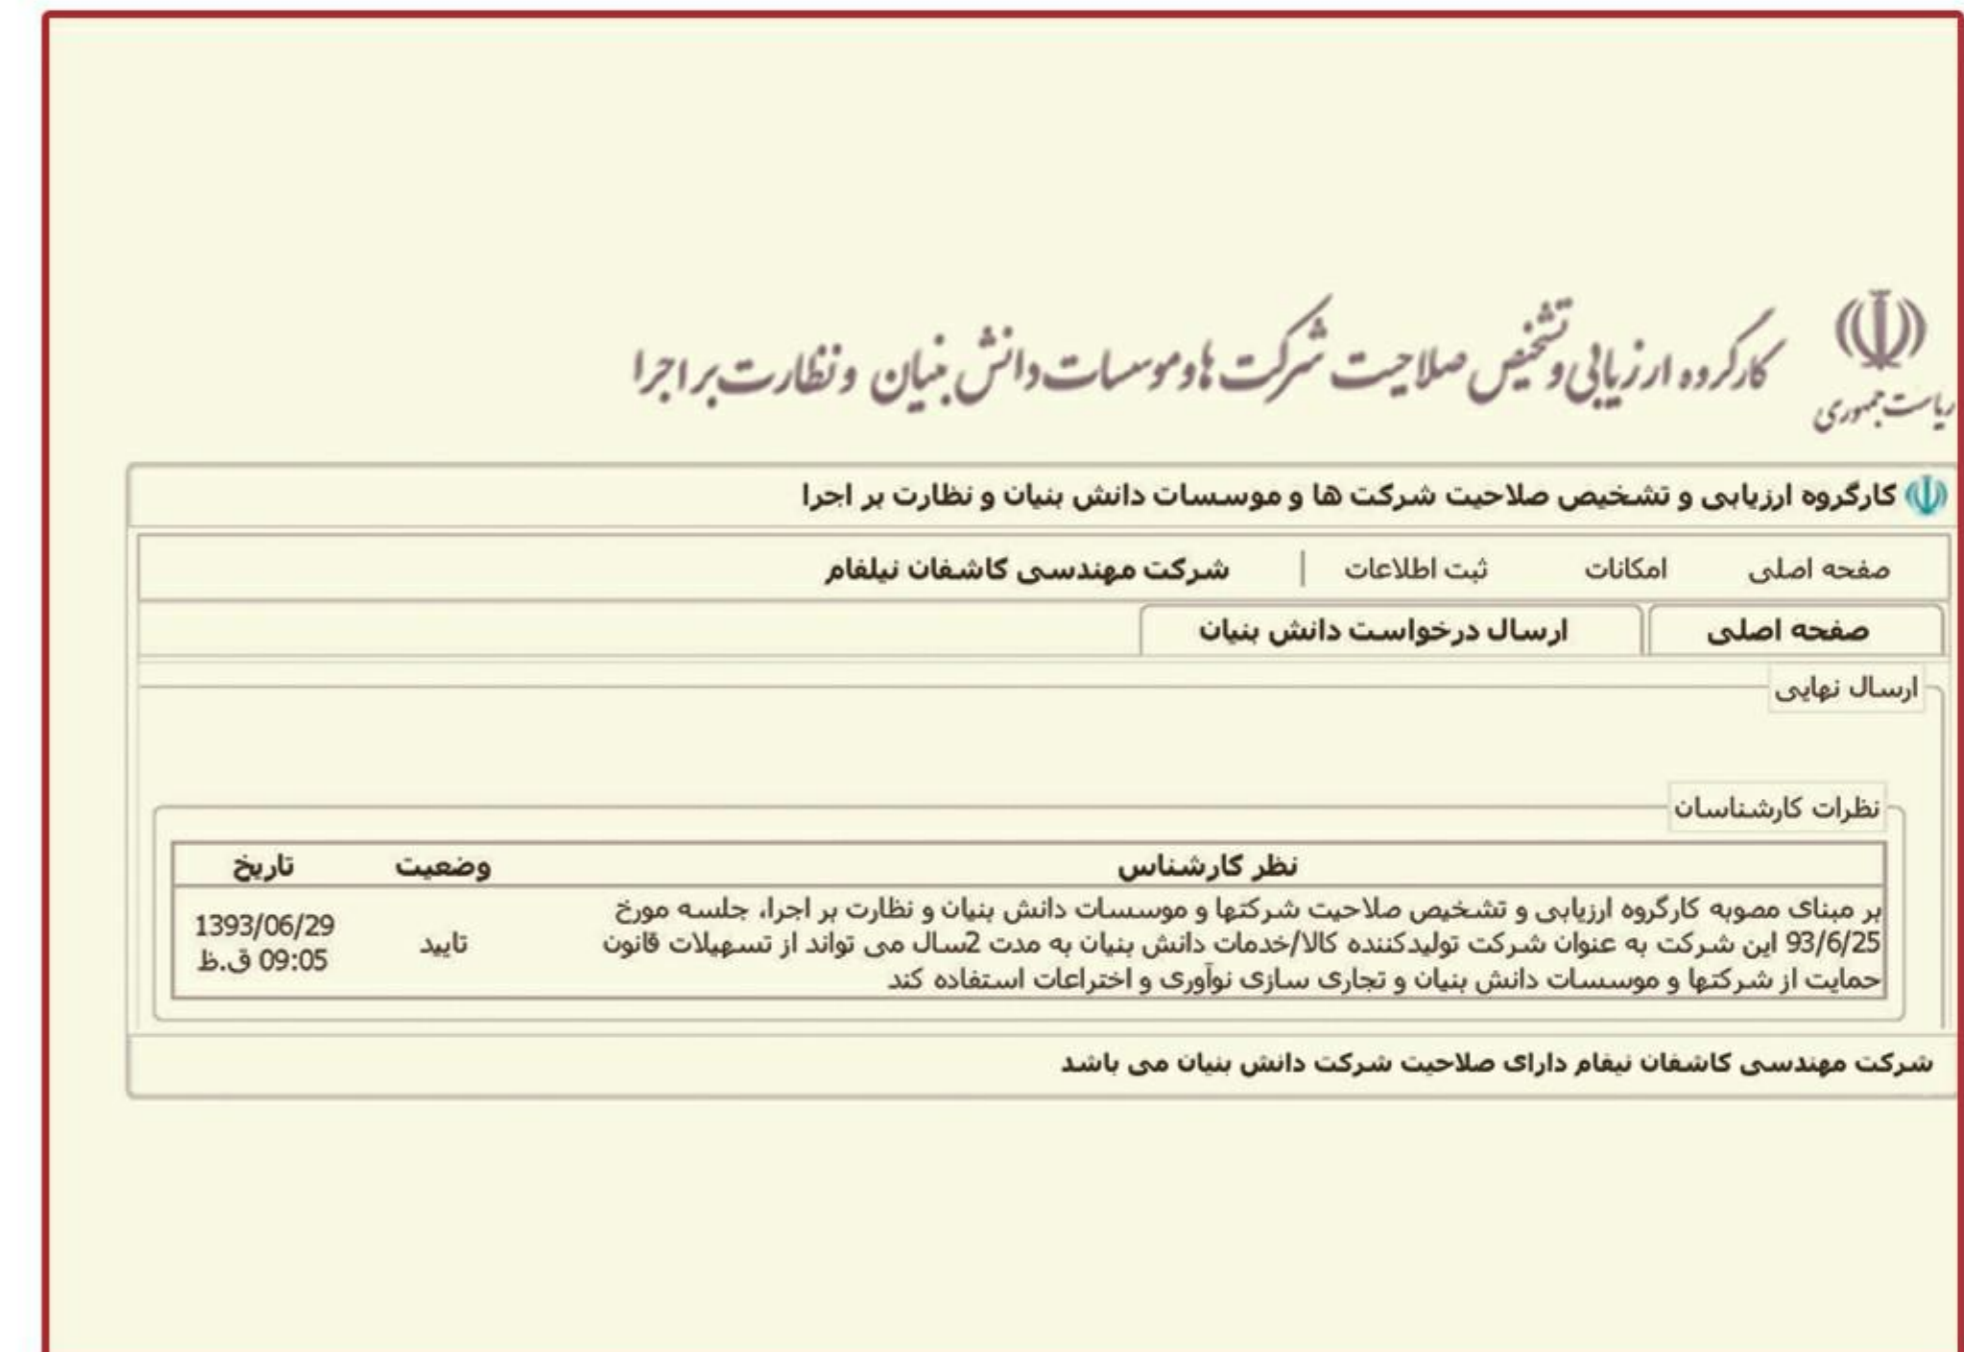 ریاست جمهوری
کارگروه ارزیابی و تشخیص صلاحیت شرکت ها و موسسات دانش بنیان و نظارت بر اجرا
کارگروه ارزیابی و تشخیص صلاحیت شرکت ها و موسسات دانش بنیان و نظارت بر اجرا
صفحه اصلی امکانات ثبت اطلاعات | شرکت مهندسی کاشفان نیلفام
صفحه اصلی ارسال درخواست دانش بنیان
ارسال نهایی
نظرات کارشناسان
نظر کارشناس وضعیت تاریخ
بر مبنای مصوبه کارگروه ارزیابی و تشخیص صلاحیت شرکتها و موسسات دانش بنیان و نظارت بر اجرا، جلسه مورخ
93/6/25 این شرکت به عنوان شرکت تولیدکننده کالا/خدمات دانش بنیان به مدت 2سال می تواند از تسهیلات قانون
حمایت از شرکتها و موسسات دانش بنیان و تجاری سازی نوآوری و اختراعات استفاده کند
تایید
1393/06/29
09:05 ق.ظ
شرکت مهندسی کاشفان نیفام دارای صلاحیت شرکت دانش بنیان می باشد